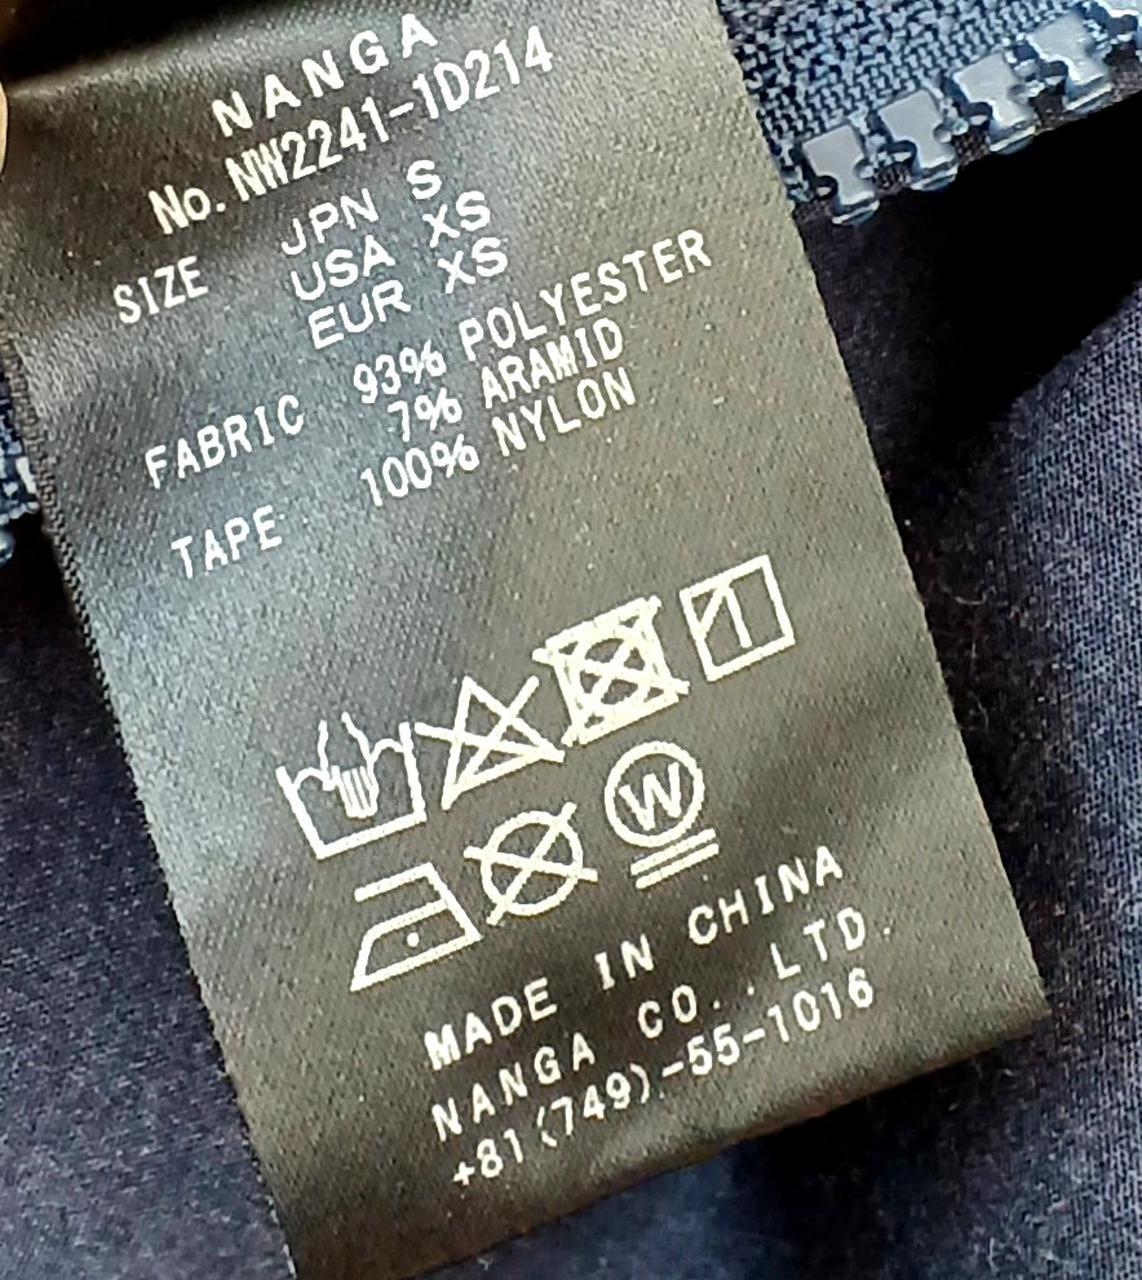 NANGA
No. NW2241-1D214
SIZE JPN S
USA XS
EUR XS
FABRIC 93% POLYESTER
7% ARAMID
TAPE 100% NYLON
W
MADE IN CHINA
NANGA CO., LTD.
+81(749)-55-1016